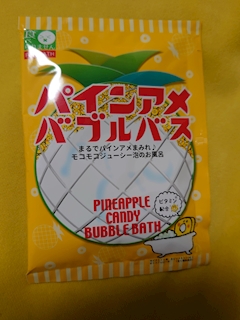 パインアメ
バブルバス
まるでパインアメまみれ♪
モコモコジューシー泡のお風呂
PINEAPPLE
CANDY
BUBBLE BATH
ビタミン
配合